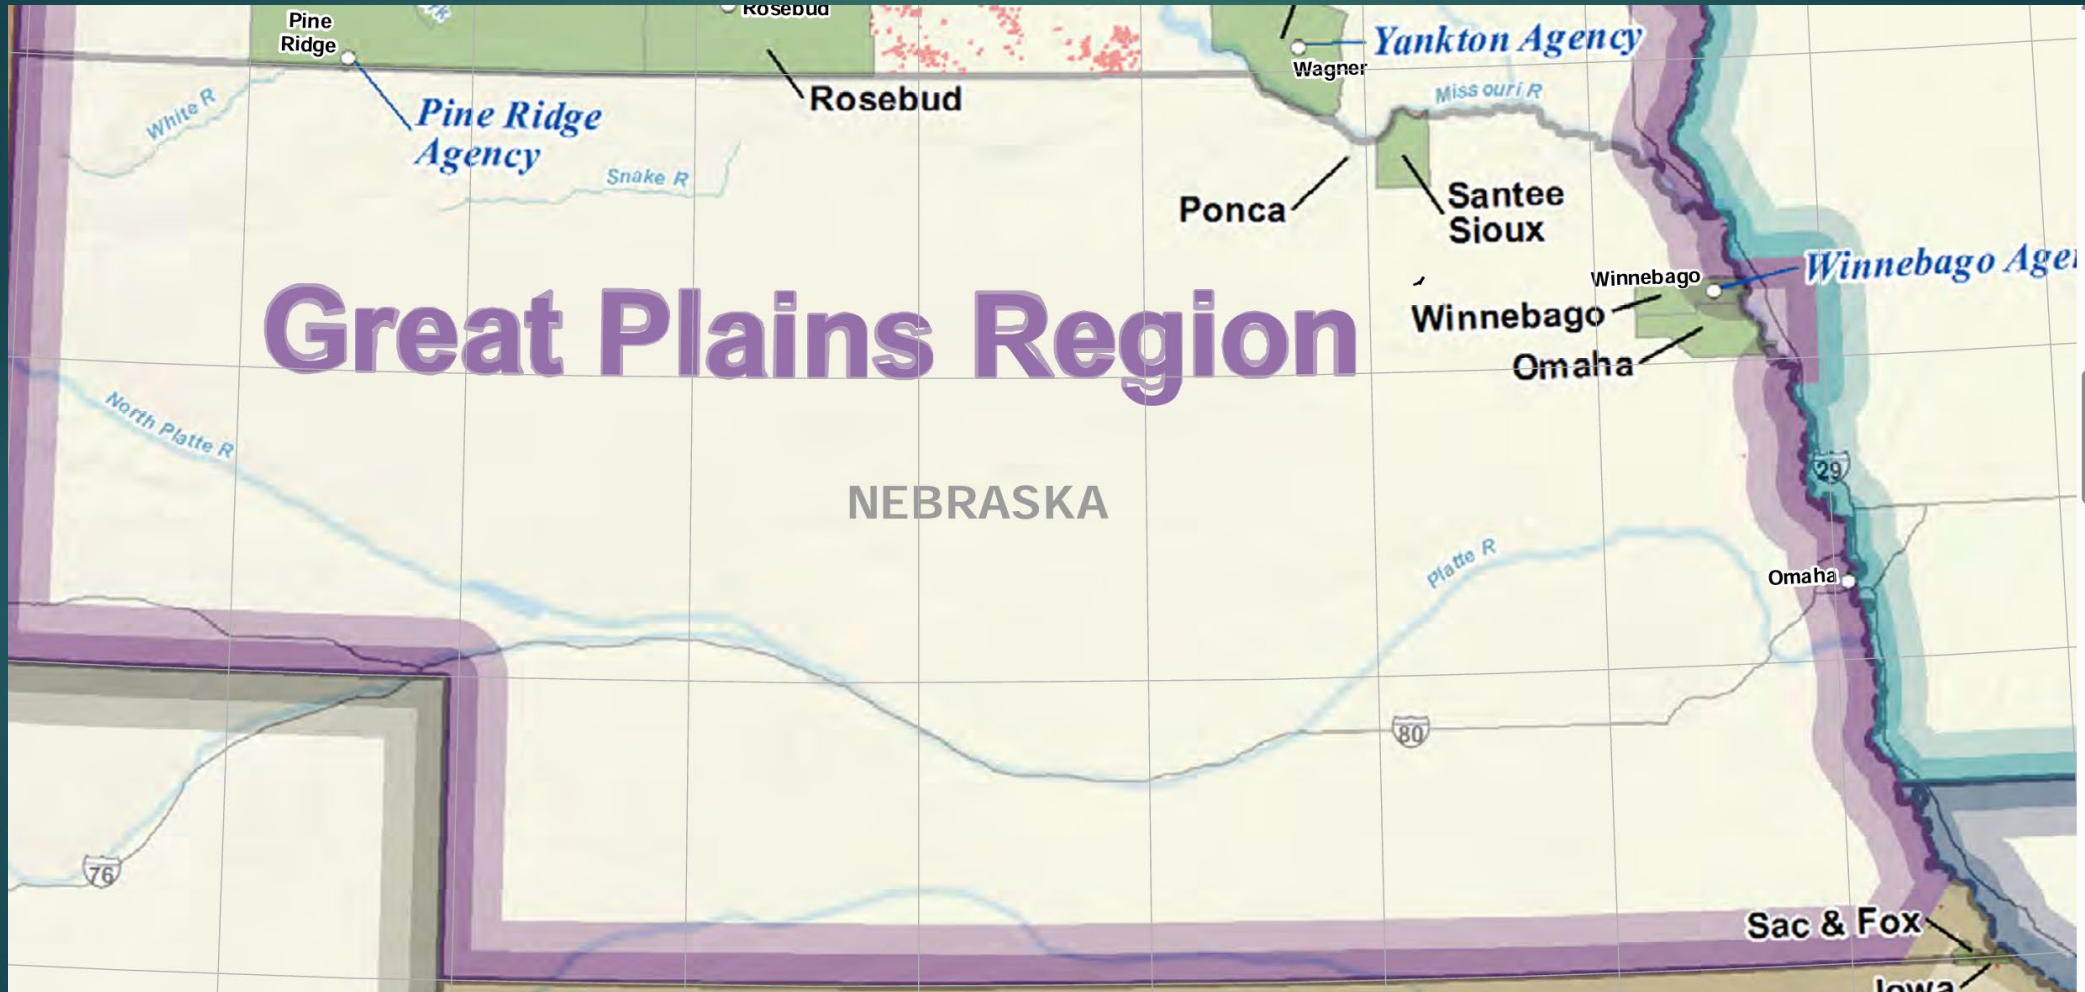 Pine
Ridge
Rosebud
Yankton Agency
Wagner
Rosebud
White R
Pine Ridge
Agency
Missouri R
Snake R
Ponca
Santee
Sioux
Winnebago
Winnebago Age
Great Plains Region
Winnebago
Omaha
North Platte R
29
NEBRASKA
Platte R
Omaha
80
76
Sac & Fox
Iowa